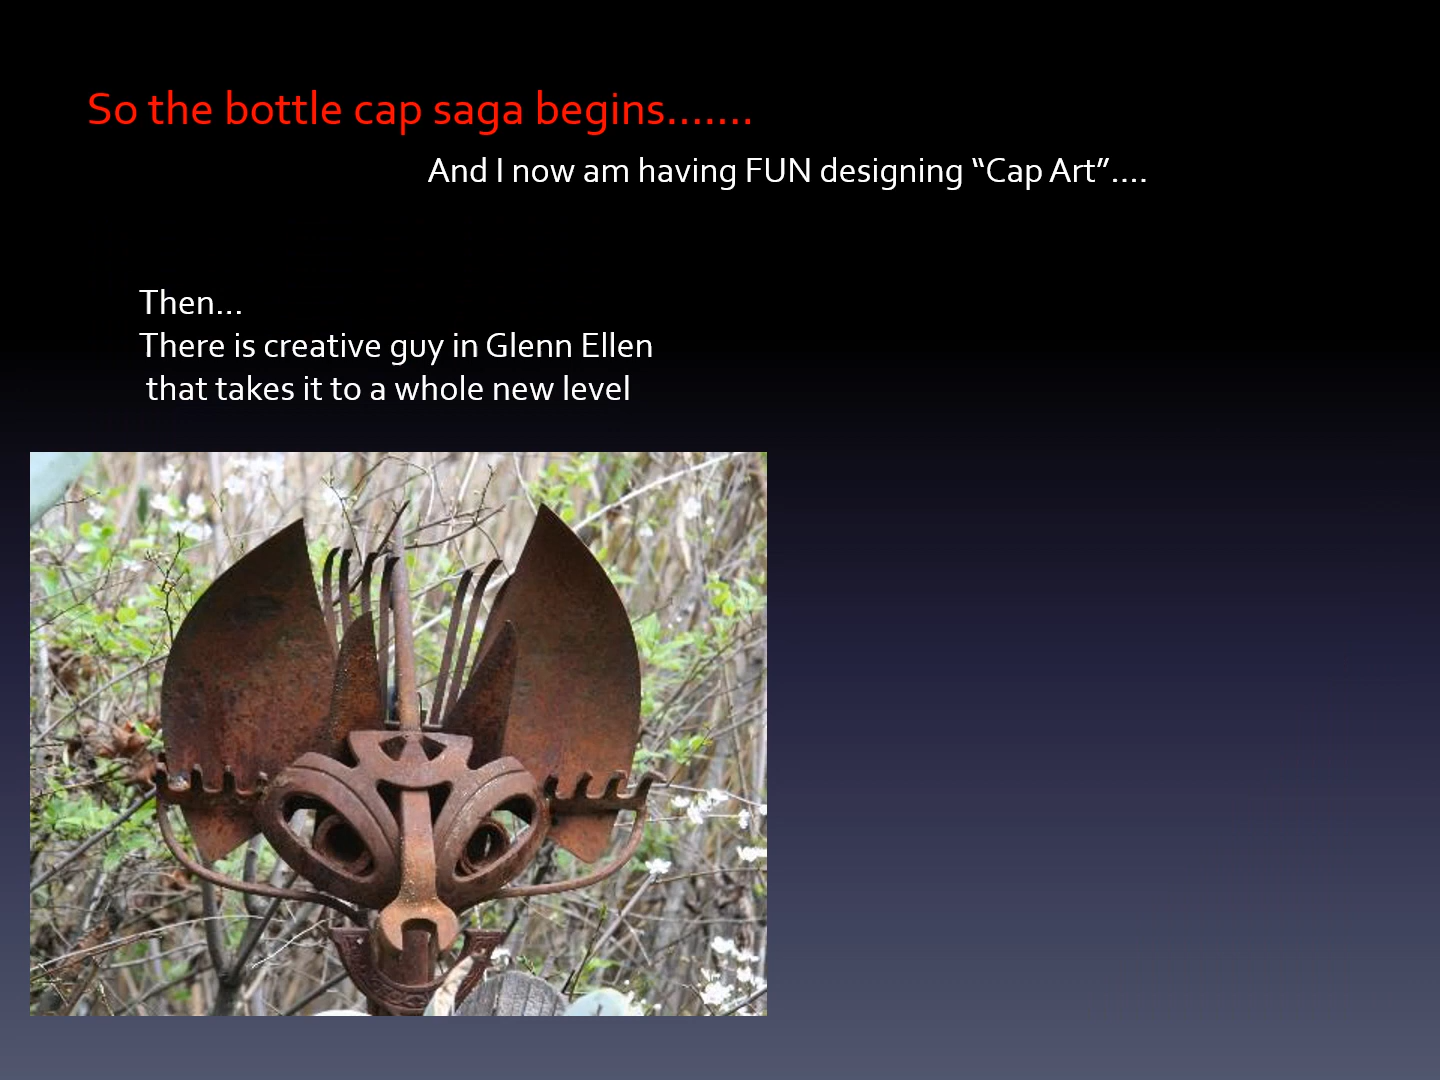 So the bottle cap saga begins.......
And I now am having FUN designing “Cap Art”....
Then...
There is creative guy in Glenn Ellen
that takes it to a whole new level